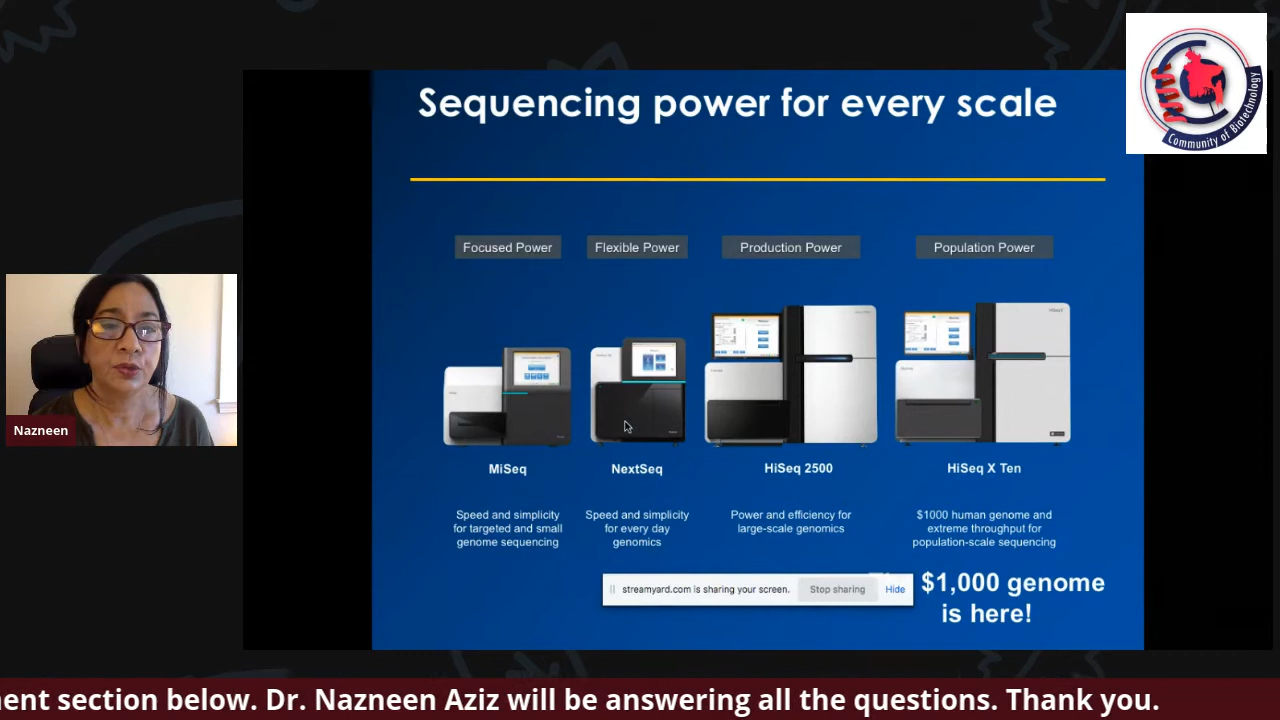 Sequencing power for every scale
Community of Biotechnology
Focused Power
Flexible Power
Production Power
Population Power
MiSeq
NextSeq
HiSeq 2500
HiSeq X Ten
Speed and simplicity
for targeted and small
genome sequencing
Speed and simplicity
for every day
genomics
Power and efficiency for
large-scale genomics
$1000 human genome and
extreme throughput for
population-scale sequencing
streamyard.com is sharing your screen.
Stop sharing
Hide
$1,000 genome
is here!
Nazneen
ent section below. Dr. Nazneen Aziz will be answering all the questions. Thank you.